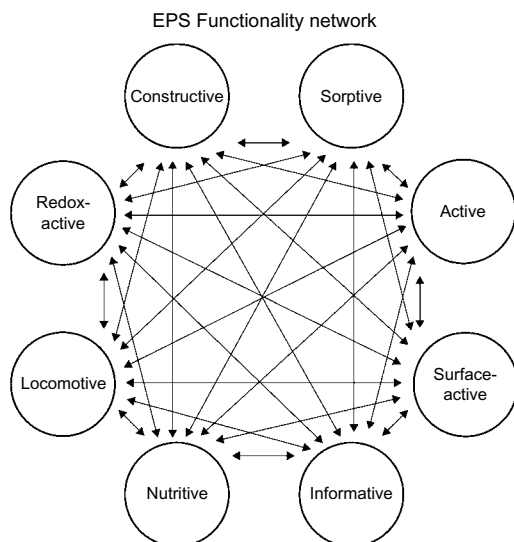 EPS Functionality network
Constructive
Sorptive
Redox-
active
Active
Locomotive
Surface-
active
Nutritive
Informative